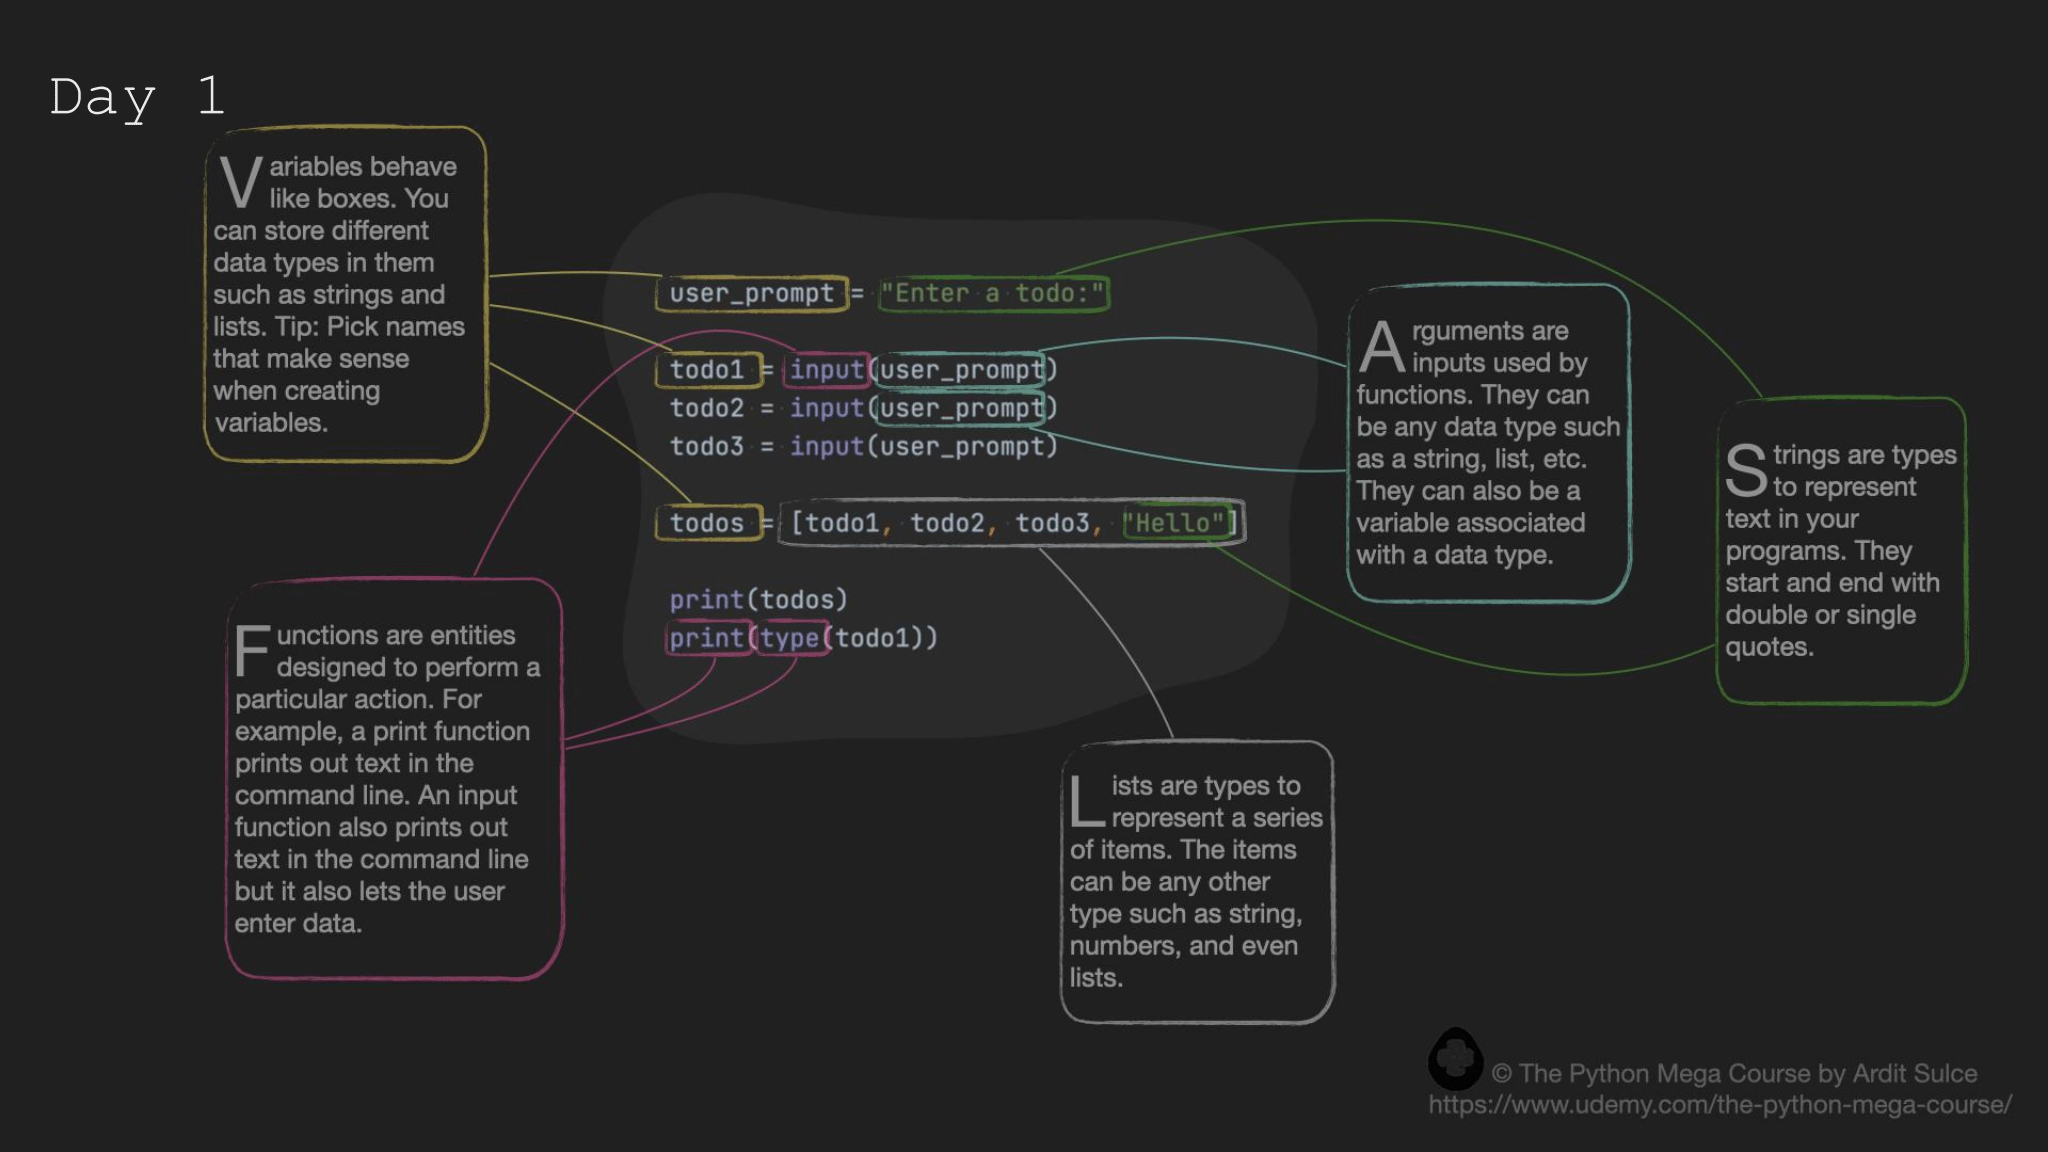 Day 1
Variables behave
like boxes. You
can store different
data types in them
such as strings and
lists. Tip: Pick names
that make sense
when creating
variables.
user_prompt = "Enter a todo:"
todo1 = input(user_prompt)
todo2 = input(user_prompt)
todo3 = input(user_prompt)
todos = [todo1, todo2, todo3, "Hello"]
print(todos)
print(type(todo1))
Arguments are
inputs used by
functions. They can
be any data type such
as a string, list, etc.
They can also be a
variable associated
with a data type.
Strings are types
to represent
text in your
programs. They
start and end with
double or single
quotes.
Functions are entities
designed to perform a
particular action. For
example, a print function
prints out text in the
command line. An input
function also prints out
text in the command line
but it also lets the user
enter data.
Lists are types to
represent a series
of items. The items
can be any other
type such as string,
numbers, and even
lists.
© The Python Mega Course by Ardit Sulce
https://www.udemy.com/the-python-mega-course/